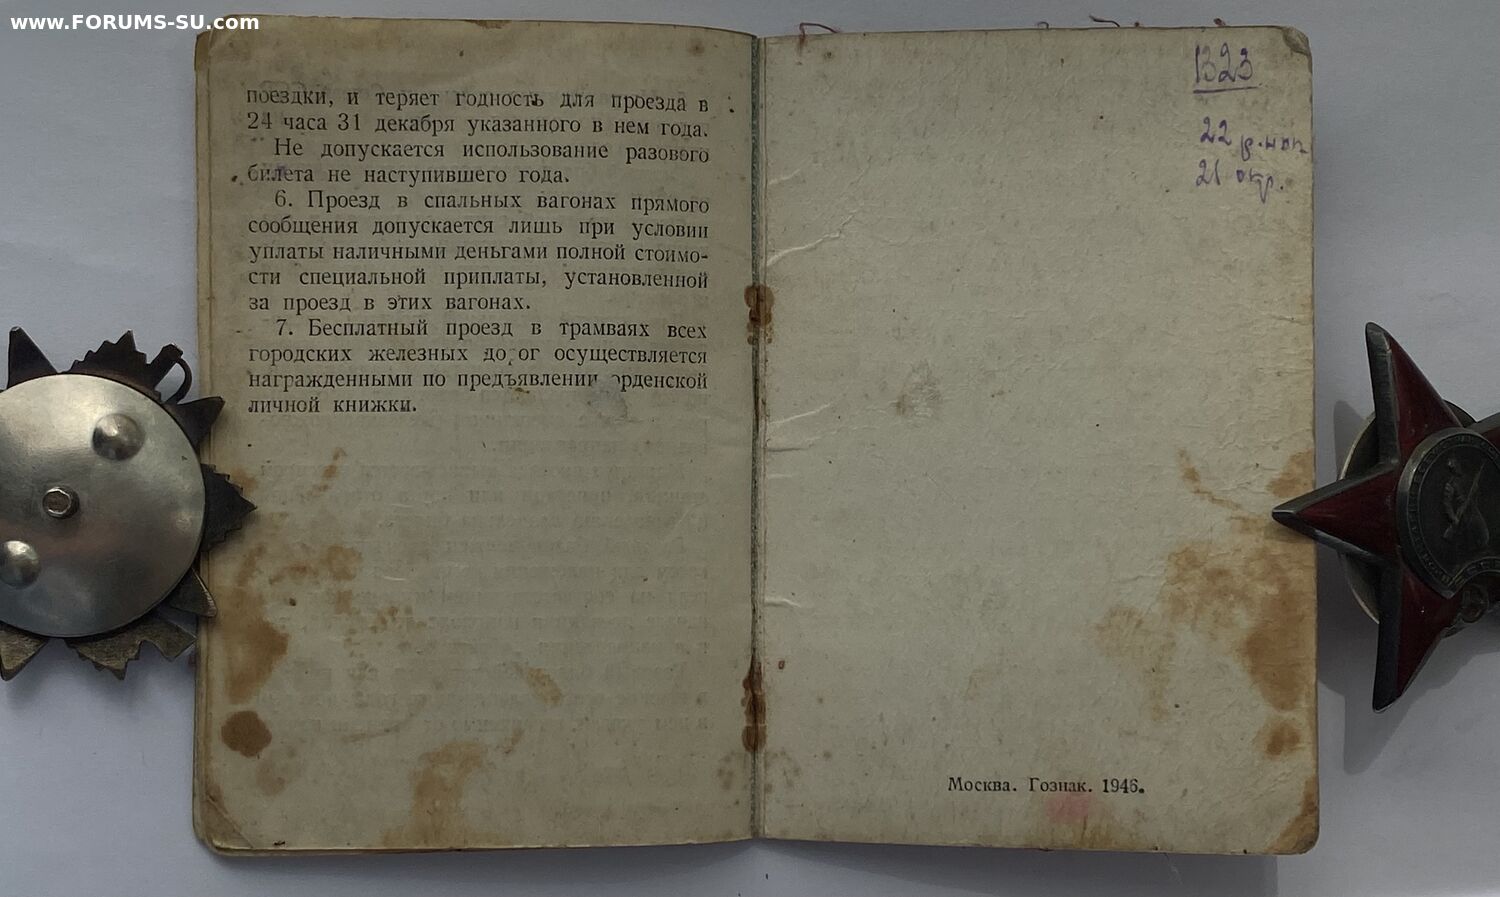 www.FORUMS-SU.com
поездки, и теряет годность для проезда в
24 часа 31 декабря указанного в нем года.
Не допускается использование разового
билета не наступившего года.
6. Проезд в спальных вагонах прямого
сообщения допускается лишь при условии
уплаты наличными деньгами полной стоимо-
сти специальной приплаты, установленной
за проезд в этих вагонах.
7. Бесплатный проезд в трамваях всех
городских железных дорог осуществляется
награжденными по предъявлении орденской
личной книжки.
1323
22
21 окр.
Москва. Гознак. 1946.